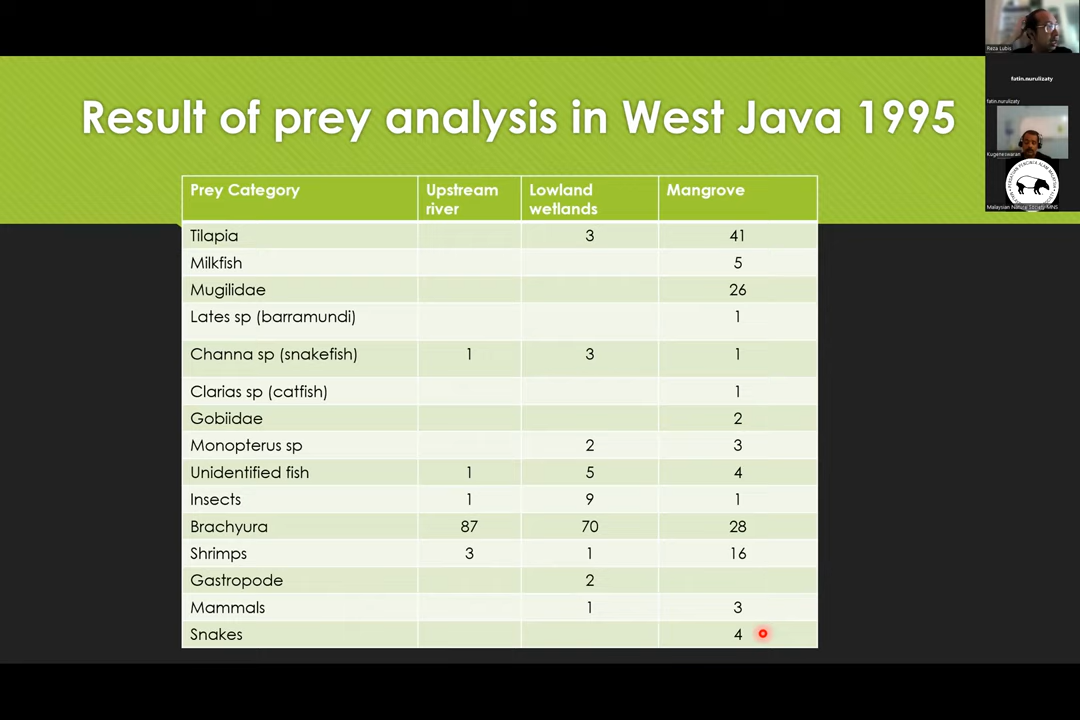 Result of prey analysis in West Java 1995
Prey Category Upstream river Lowland wetlands Mangrove
Tilapia 3 41
Milkfish 5
Mugilidae 26
Lates sp (barramundi) 1
Channa sp (snakefish) 1 3 1
Clarias sp (catfish) 1
Gobiidae 2
Monopterus sp 2 3
Unidentified fish 1 5 4
Insects 1 9 1
Brachyura 87 70 28
Shrimps 3 1 16
Gastropode 2
Mammals 1 3
Snakes 4
Reza Lubis
fatin.nurulizaty
fatin.nurulizaty
Kugeneswaran
Malaysian Nature Society-MNS